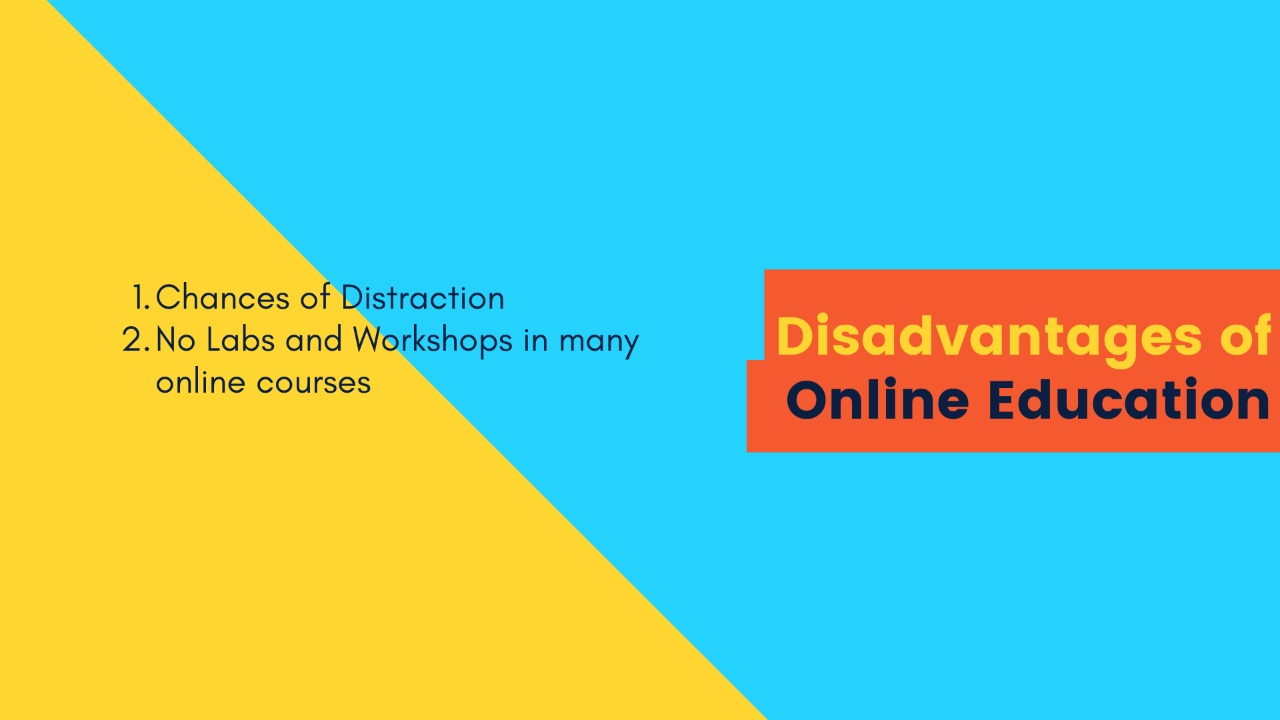 1. Chances of Distraction
2. No Labs and Workshops in many
online courses
Disadvantages of
Online Education